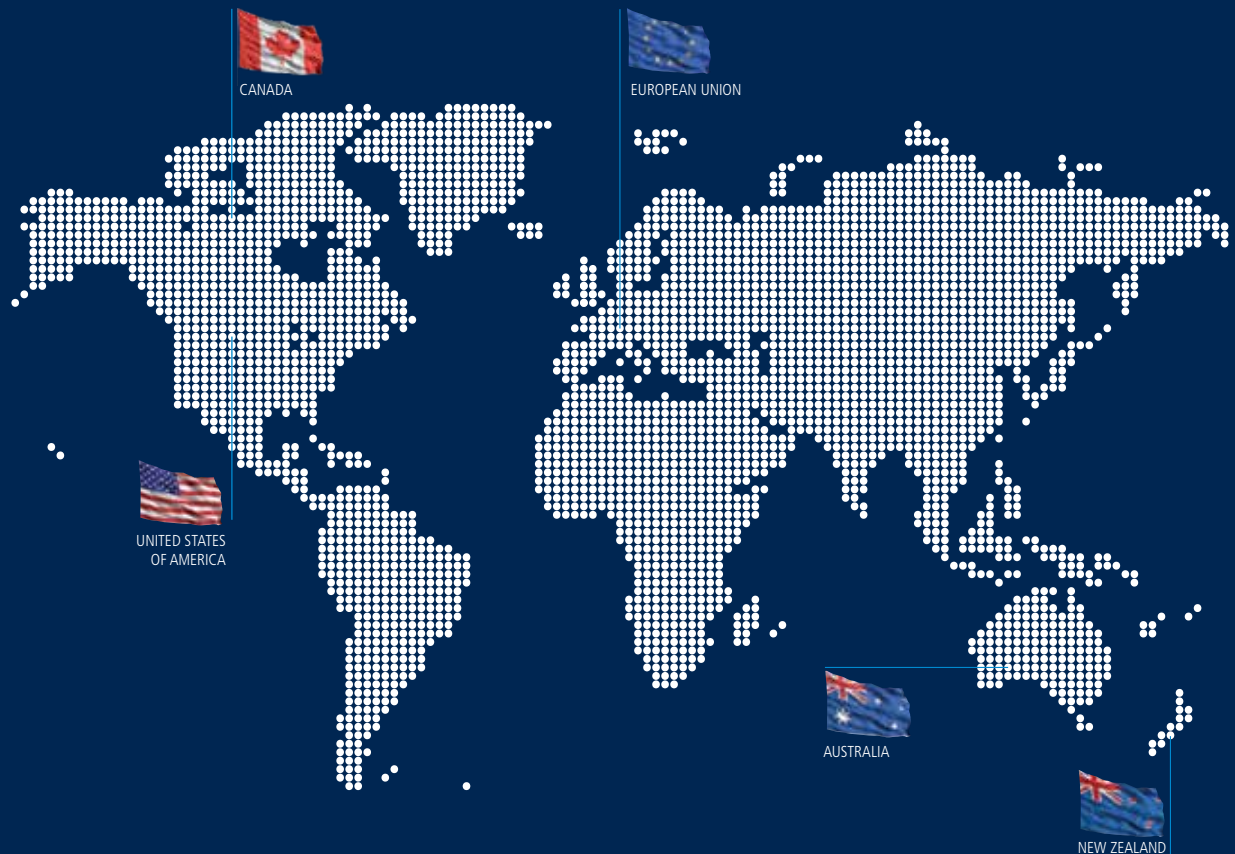 CANADA
EUROPEAN UNION
UNITED STATES
OF AMERICA
AUSTRALIA
NEW ZEALAND